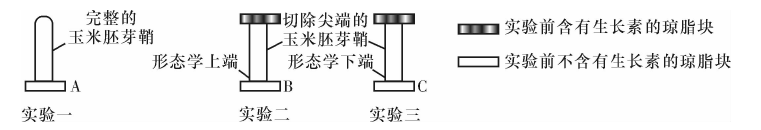 完整的
玉米胚芽鞘
A
实验一
切除尖端的
玉米胚芽鞘
形态学上端
形态学下端
B
C
实验二
实验三
实验前含有生长素的琼脂块
实验前不含有生长素的琼脂块